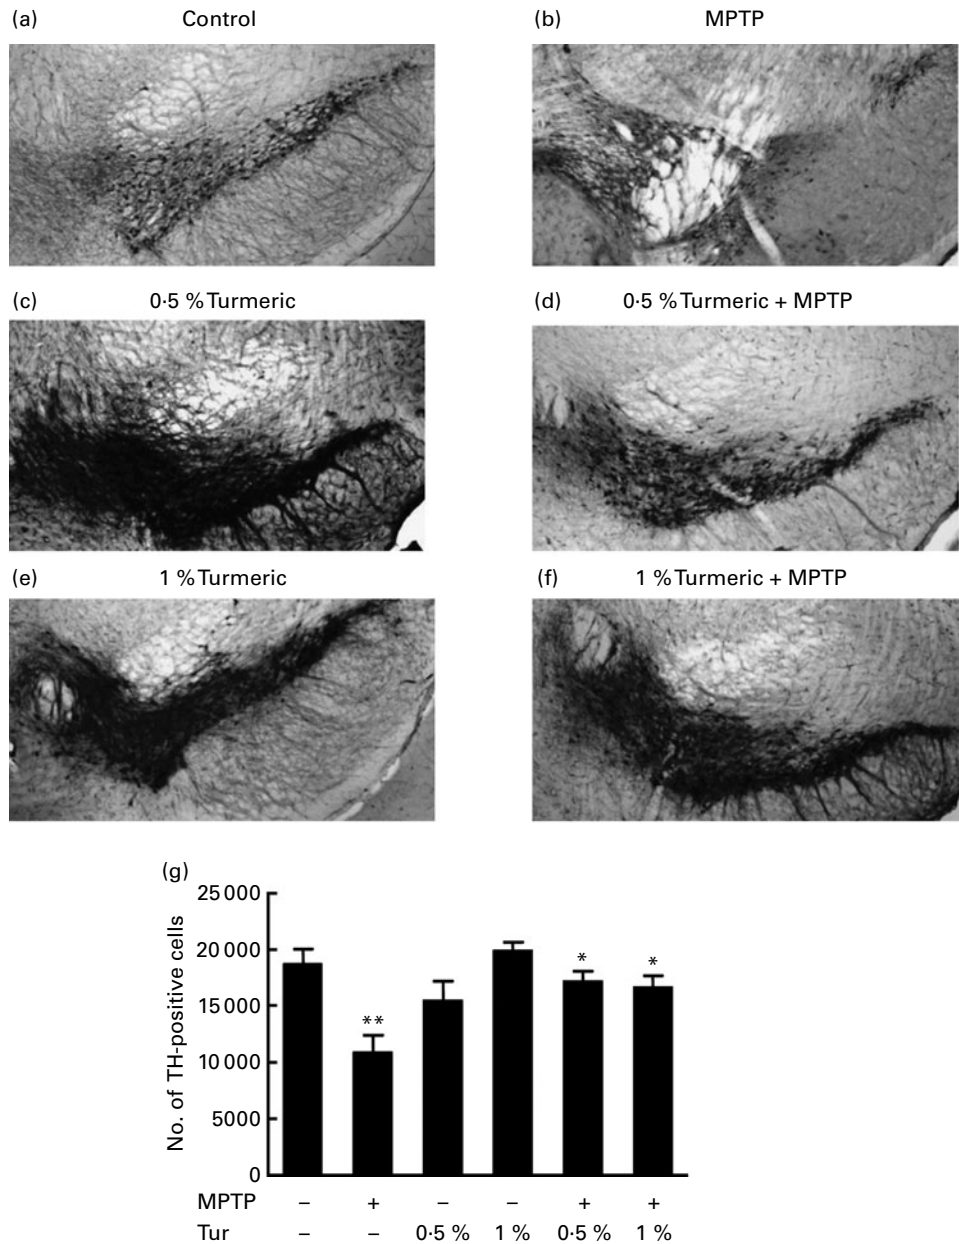 (a) Control
(b) MPTP
(c) 0·5 % Turmeric
(d) 0·5 % Turmeric + MPTP
(e) 1 % Turmeric
(f) 1 % Turmeric + MPTP
(g)
No. of TH-positive cells
25 000
20 000
15 000
10 000
5000
0
**
*
*
MPTP – + – – + +
Tur – – 0·5 % 1 % 0·5 % 1 %